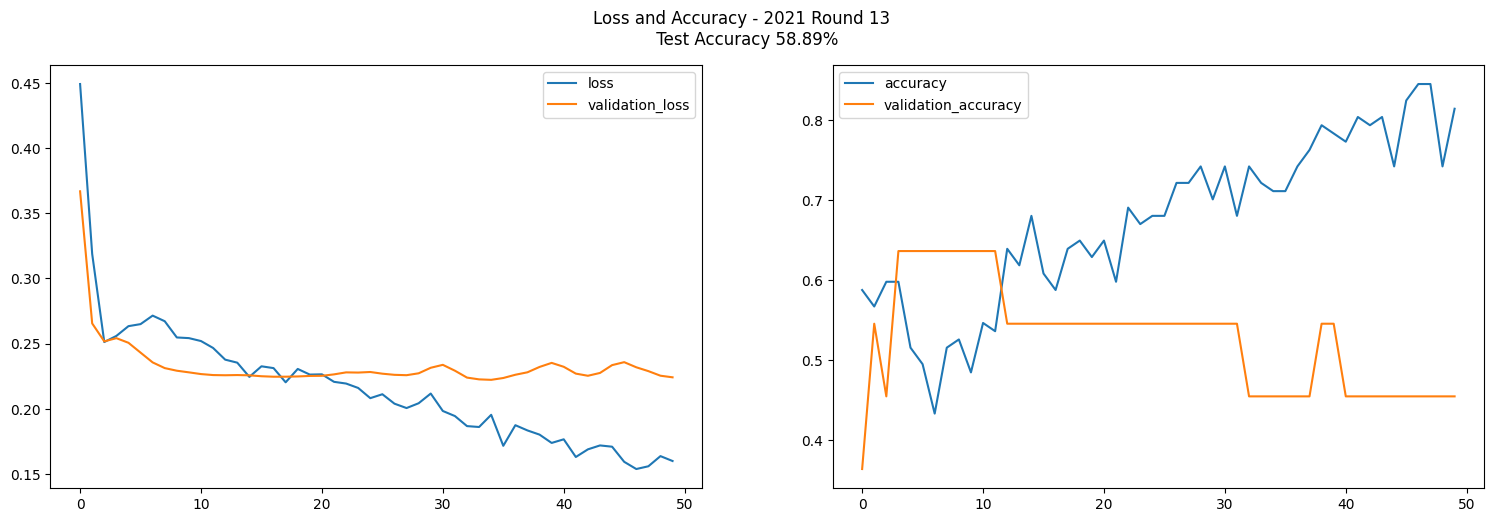 Loss and Accuracy - 2021 Round 13
Test Accuracy 58.89%
loss
validation_loss
0.45
0.40
0.35
0.30
0.25
0.20
0.15
0 10 20 30 40 50
accuracy
validation_accuracy
0.8
0.7
0.6
0.5
0.4
0 10 20 30 40 50